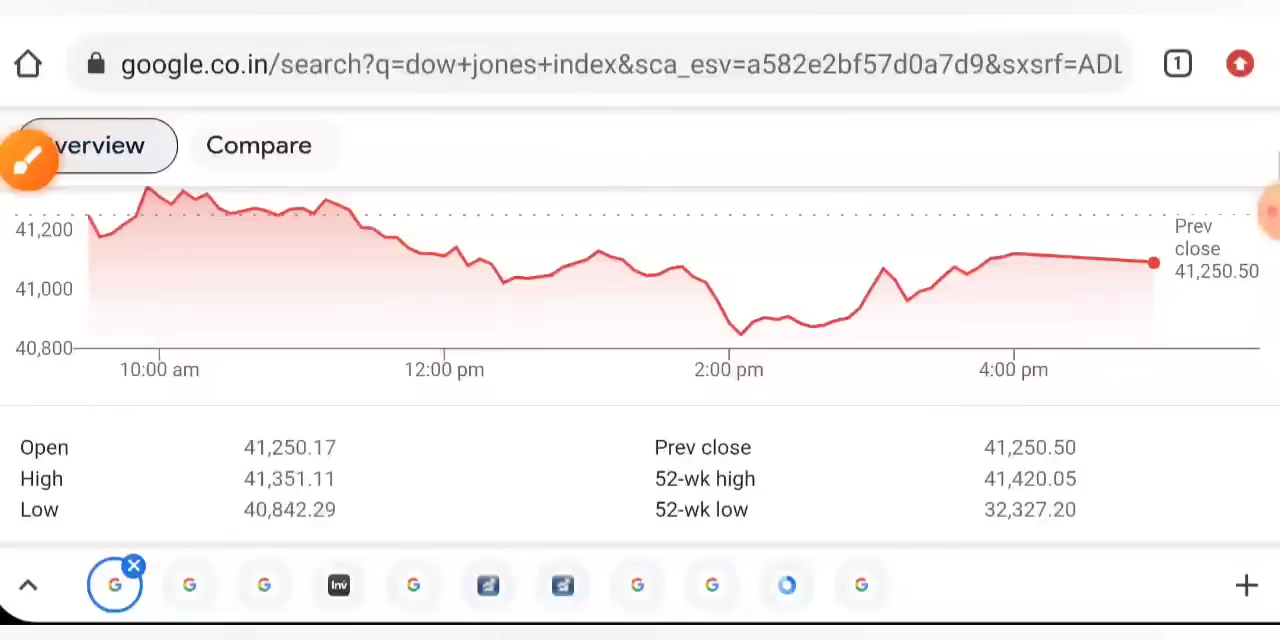 google.co.in/search?q=dow+jones+index&sca_esv=a582e2bf57d0a7d9&sxsrf=ADL
1
verview Compare
41,200
41,000
40,800
Prev
close
41,250.50
10:00 am 12:00 pm 2:00 pm 4:00 pm
Open 41,250.17 Prev close 41,250.50
High 41,351.11 52-wk high 41,420.05
Low 40,842.29 52-wk low 32,327.20
G G G Inv G G G G